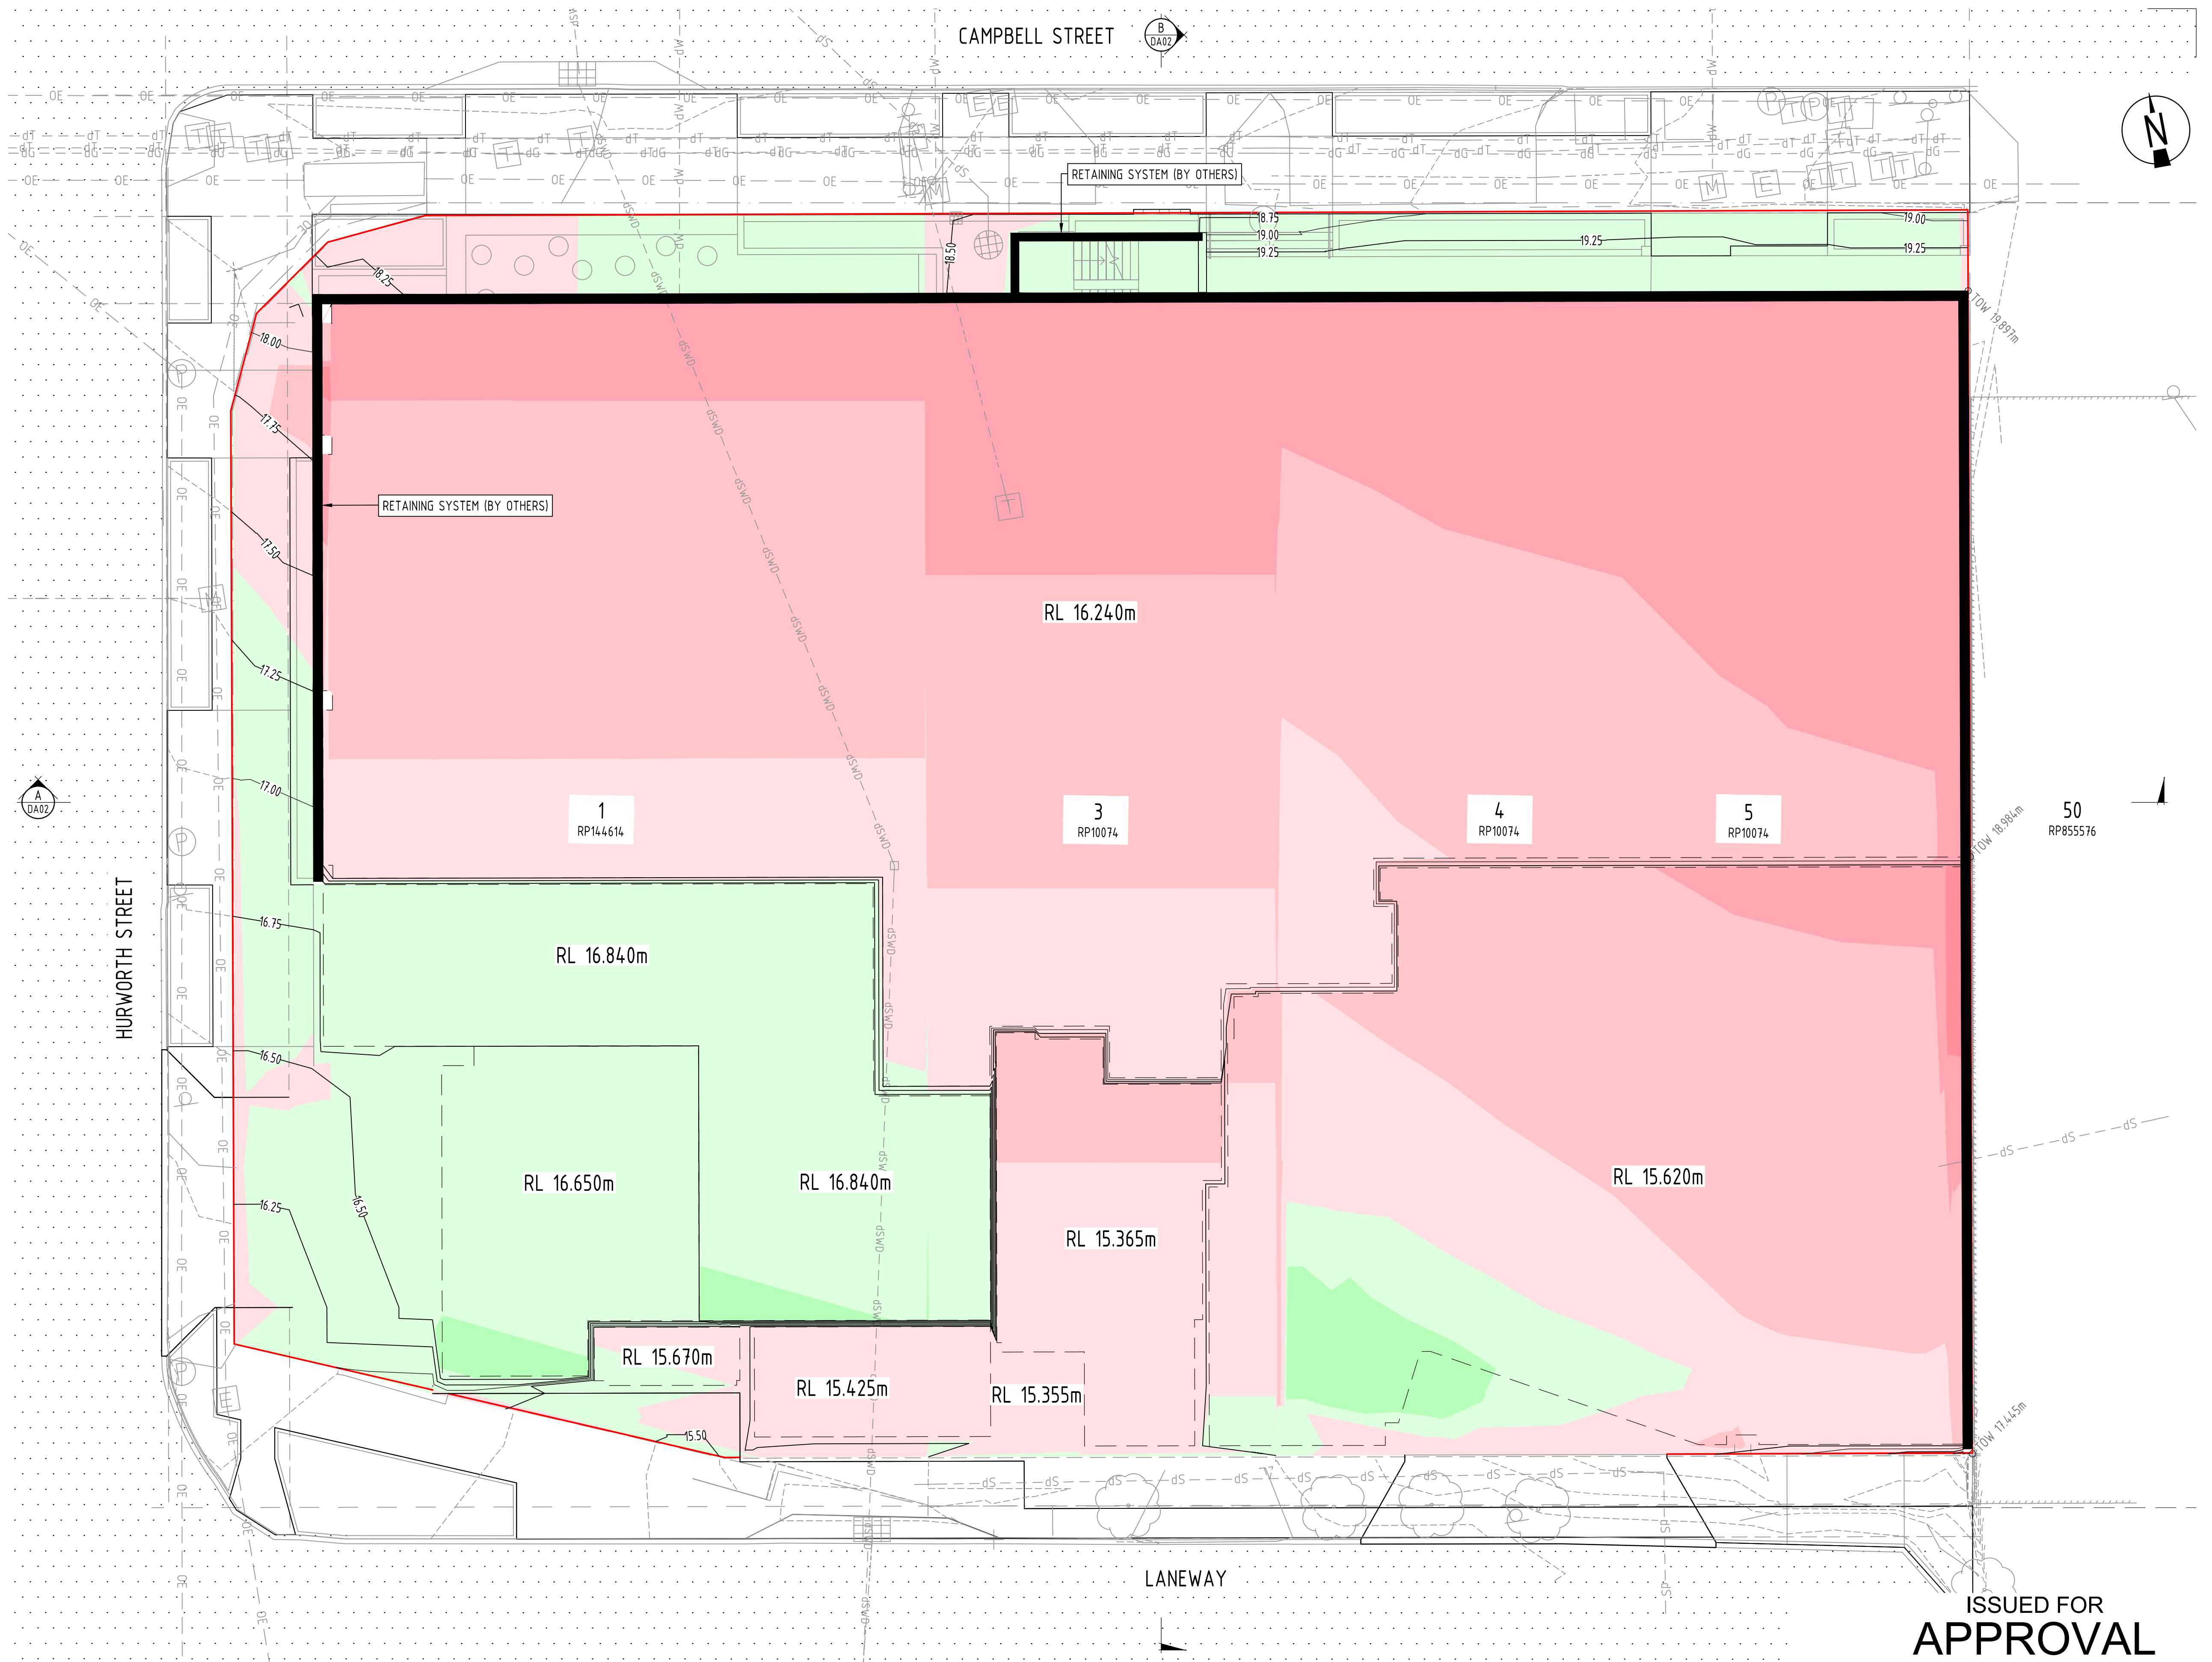 CAMPBELL STREET
B
DA02
N
RETAINING SYSTEM (BY OTHERS)
18.75
19.00
19.25
19.25
19.00
19.25
18.50
18.25
18.00
17.75
17.50
17.25
17.00
16.75
16.50
16.25
16.50
15.50
TOW 19.897m
RETAINING SYSTEM (BY OTHERS)
RL 16.240m
A
DA02
1
RP144614
3
RP10074
4
RP10074
5
RP10074
50
RP855576
TOW 18.984m
HURWORTH STREET
RL 16.840m
RL 16.650m
RL 16.840m
RL 15.620m
RL 15.365m
RL 15.670m
RL 15.425m
RL 15.355m
TOW 17.445m
LANEWAY
ISSUED FOR
APPROVAL